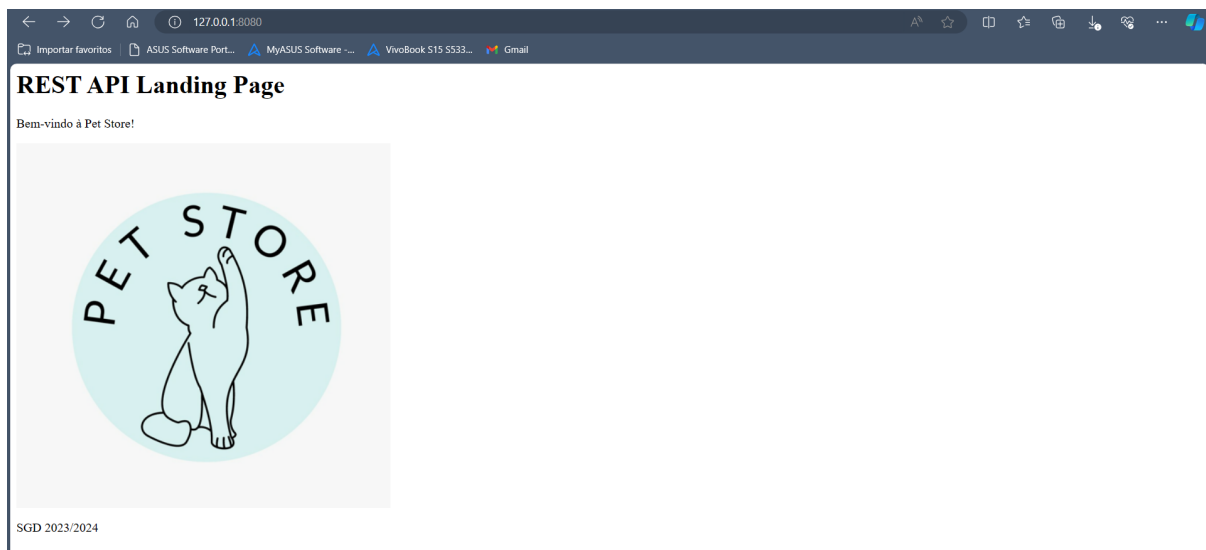 127.0.0.1:8080
Importar favoritos
ASUS Software Port...
MyASUS Software -...
VivoBook S15 S533...
Gmail
REST API Landing Page
Bem-vindo à Pet Store!
PET STORE
SGD 2023/2024